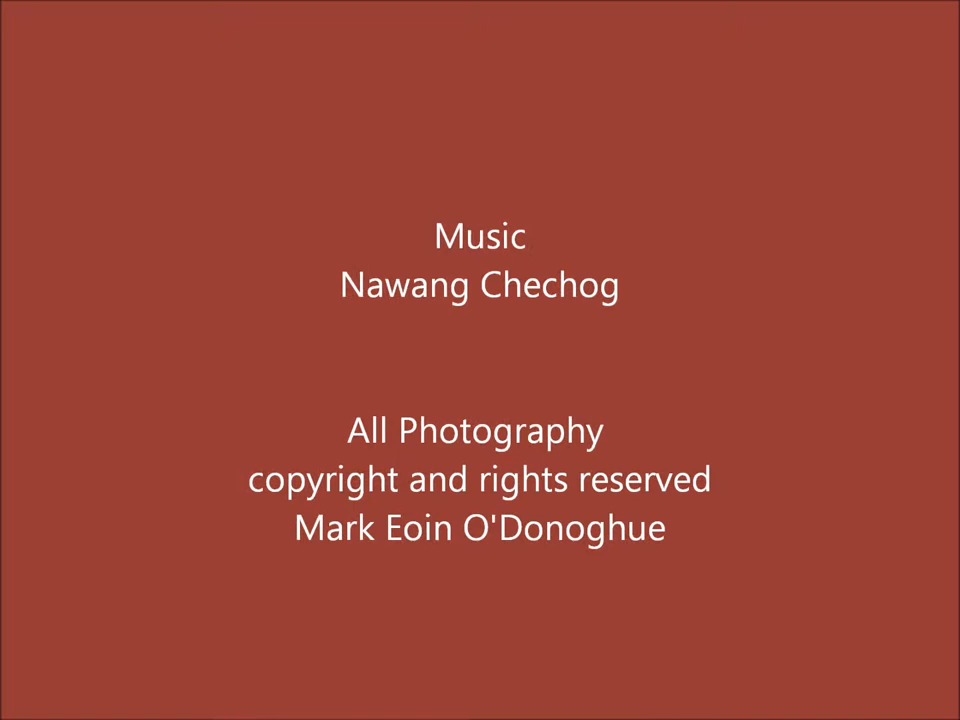 Music
Nawang Chechog
All Photography
copyright and rights reserved
Mark Eoin O'Donoghue